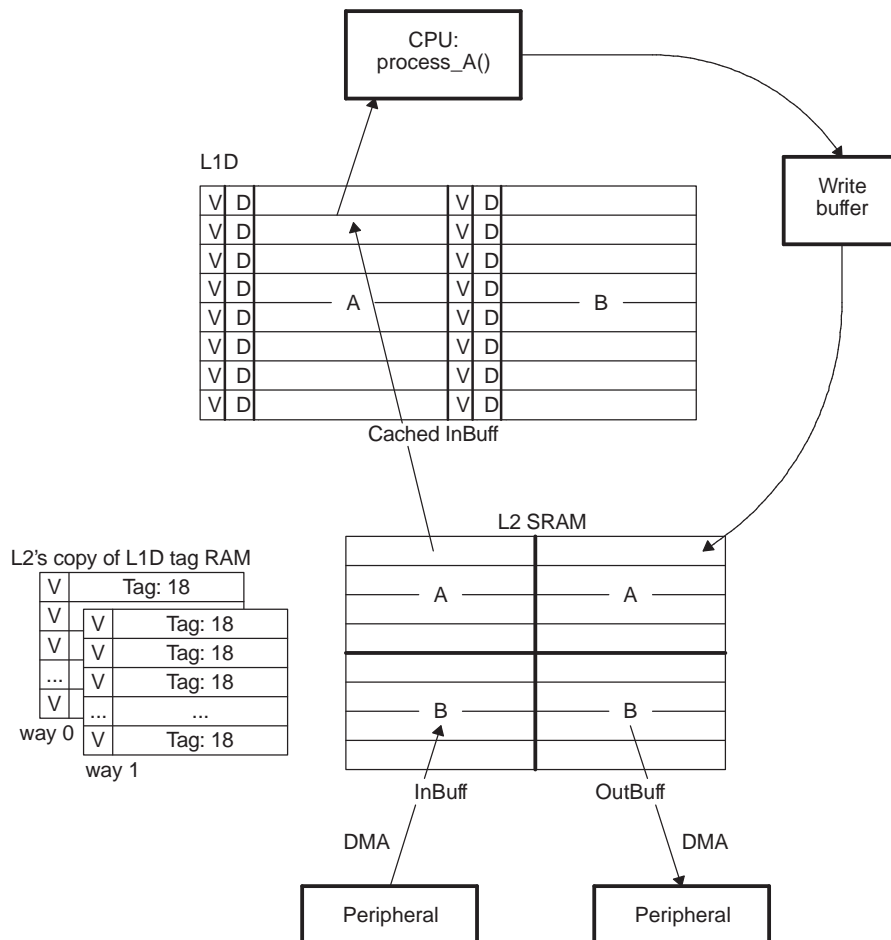 CPU:
process_A()
L1D
Write
buffer
V D V D
V D V D
V D V D
V D V D
A B
V D V D
V D V D
V D V D
V D V D
Cached InBuff
L2 SRAM
L2's copy of L1D tag RAM
V Tag: 18
V
V
...
V
way 0
V Tag: 18
V Tag: 18
V Tag: 18
... ...
V Tag: 18
way 1
A A
B B
InBuff OutBuff
DMA DMA
Peripheral Peripheral